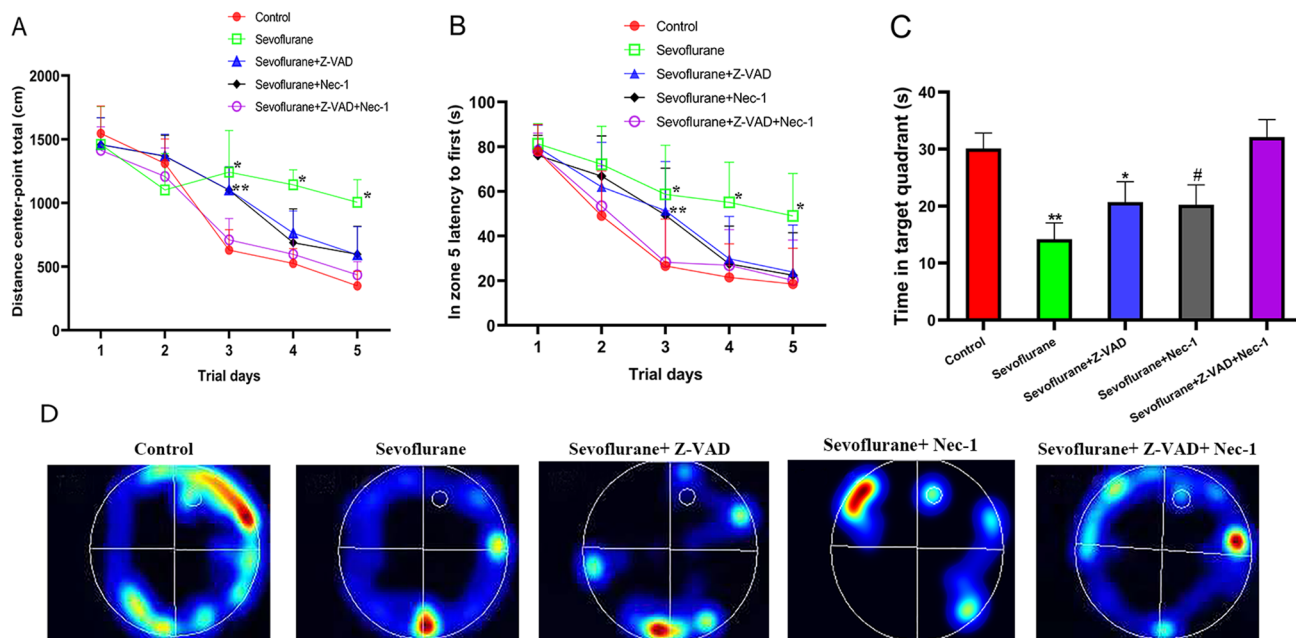 A
Control
Sevoflurane
Sevoflurane+Z-VAD
Sevoflurane+Nec-1
Sevoflurane+Z-VAD+Nec-1
Distance center-point total (cm)
2000
1500
1000
500
0
*
**
*
*
1 2 3 4 5
Trial days
B
Control
Sevoflurane
Sevoflurane+Z-VAD
Sevoflurane+Nec-1
Sevoflurane+Z-VAD+Nec-1
In zone 5 latency to first (s)
100
80
60
40
20
0
*
**
*
*
1 2 3 4 5
Trial days
C
Time in target quadrant (s)
40
30
20
10
0
**
*
#
Control
Sevoflurane
Sevoflurane+Z-VAD
Sevoflurane+Nec-1
Sevoflurane+Z-VAD+Nec-1
D
Control
Sevoflurane
Sevoflurane+ Z-VAD
Sevoflurane+ Nec-1
Sevoflurane+ Z-VAD+ Nec-1